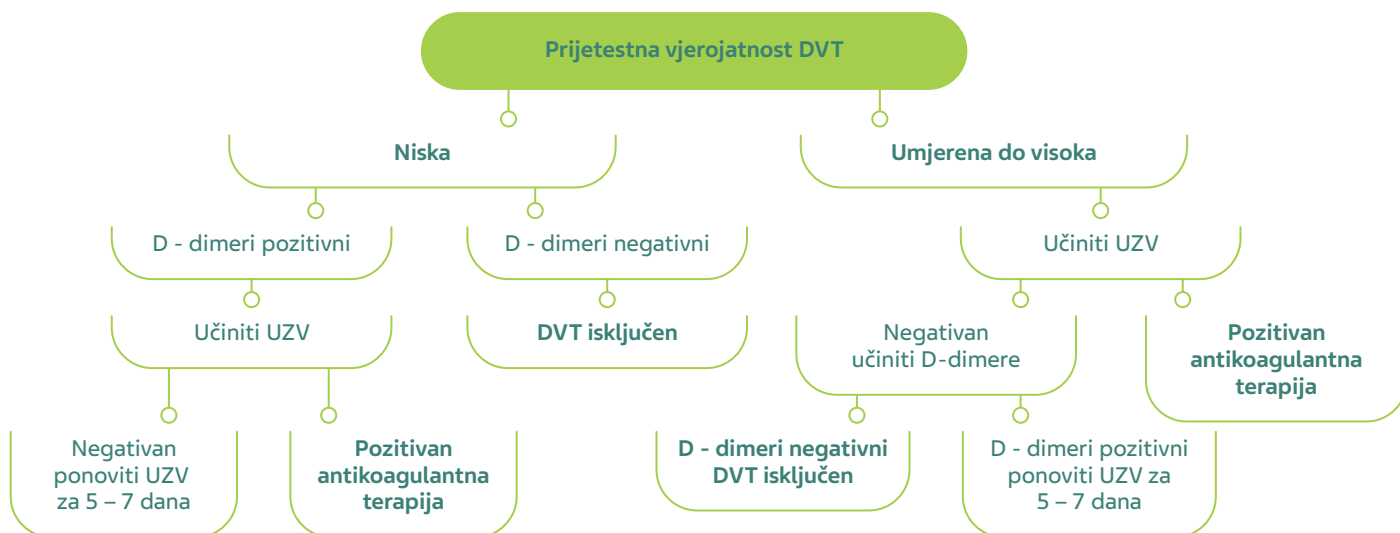 Prijetestna vjerojatnost DVT
Niska
Umjerena do visoka
D - dimeri pozitivni
D - dimeri negativni
Učiniti UZV
Učiniti UZV
DVT isključen
Negativan
učiniti D-dimere
Pozitivan
antikoagulantna
terapija
Negativan
ponoviti UZV
za 5 – 7 dana
Pozitivan
antikoagulantna
terapija
D - dimeri negativni
DVT isključen
D - dimeri pozitivni
ponoviti UZV za
5 – 7 dana